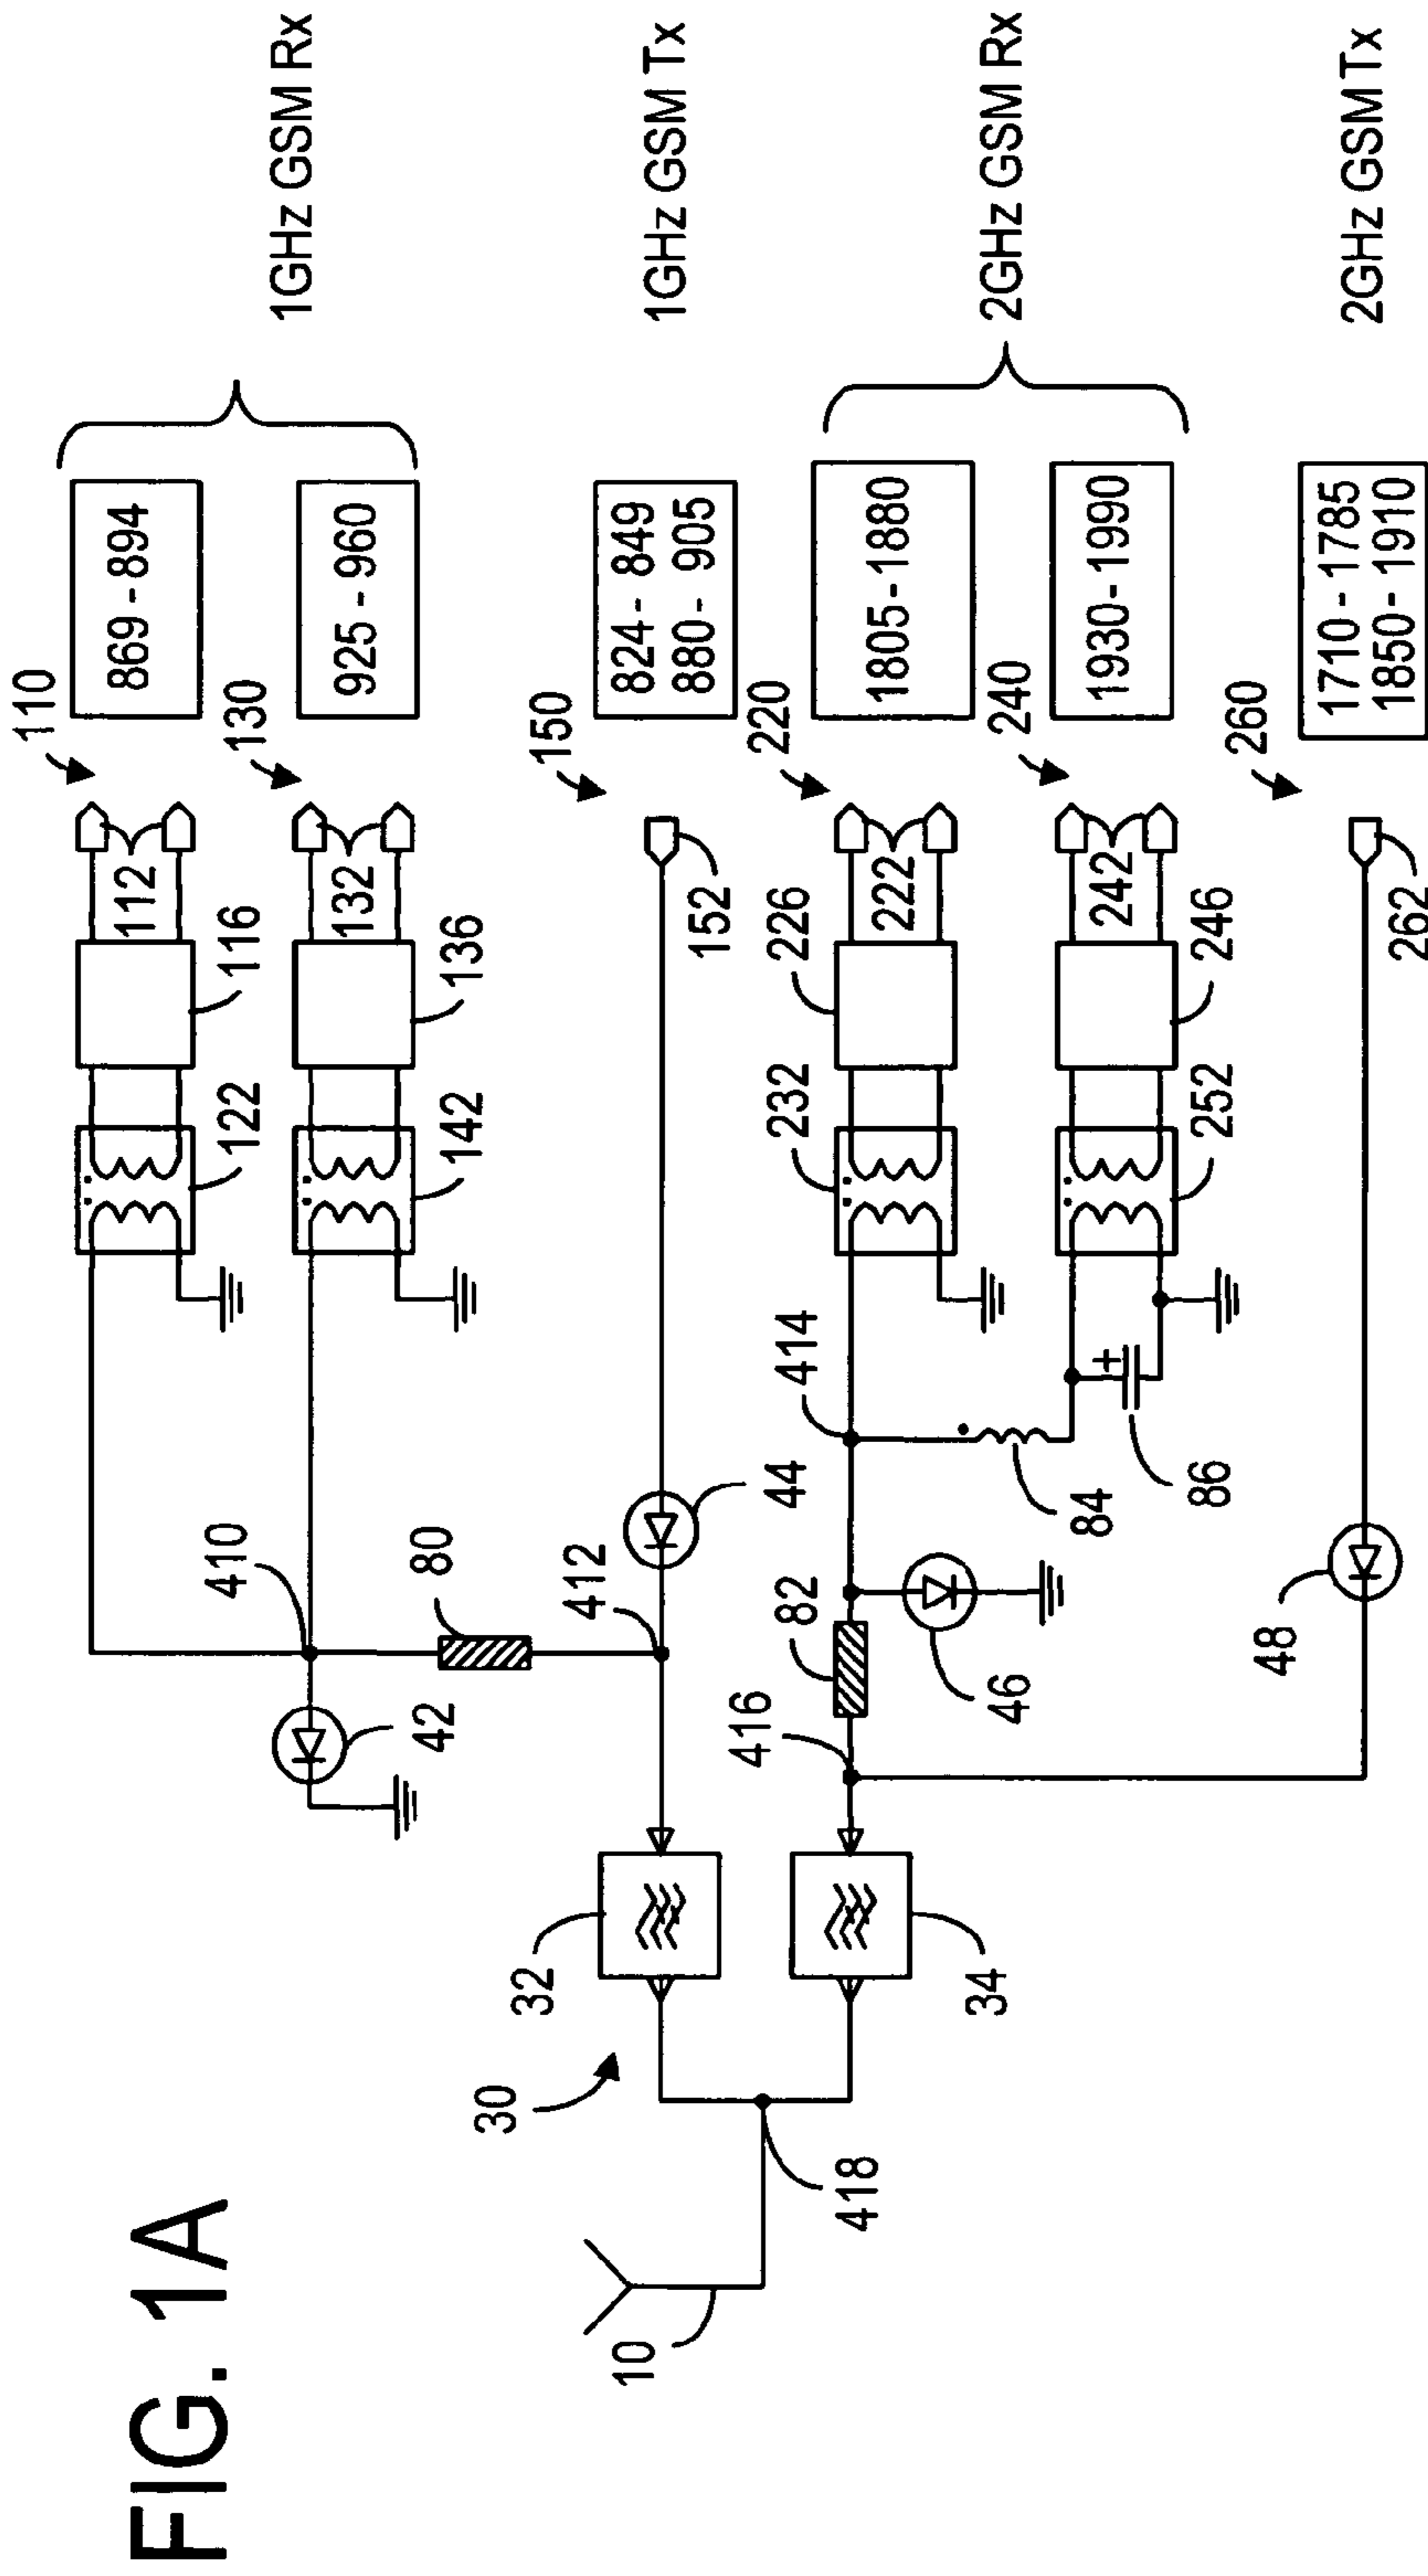 FIG. 1A
110
869 - 894
112
116
122
1GHz GSM Rx
130
925 - 960
132
136
142
410
42
80
150
824 - 849
880 - 905
1GHz GSM Tx
152
44
412
32
30
10
418
220
1805 - 1880
222
226
232
414
2GHz GSM Rx
240
1930 - 1990
242
246
252
84
86
82
46
416
34
260
1710 - 1785
1850 - 1910
2GHz GSM Tx
262
48